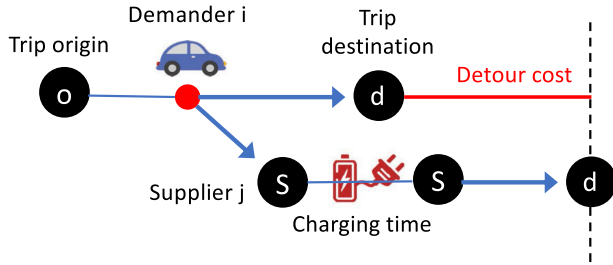 Demander i
Trip origin
Trip
destination
Detour cost
o
d
Supplier j
S
S
d
Charging time